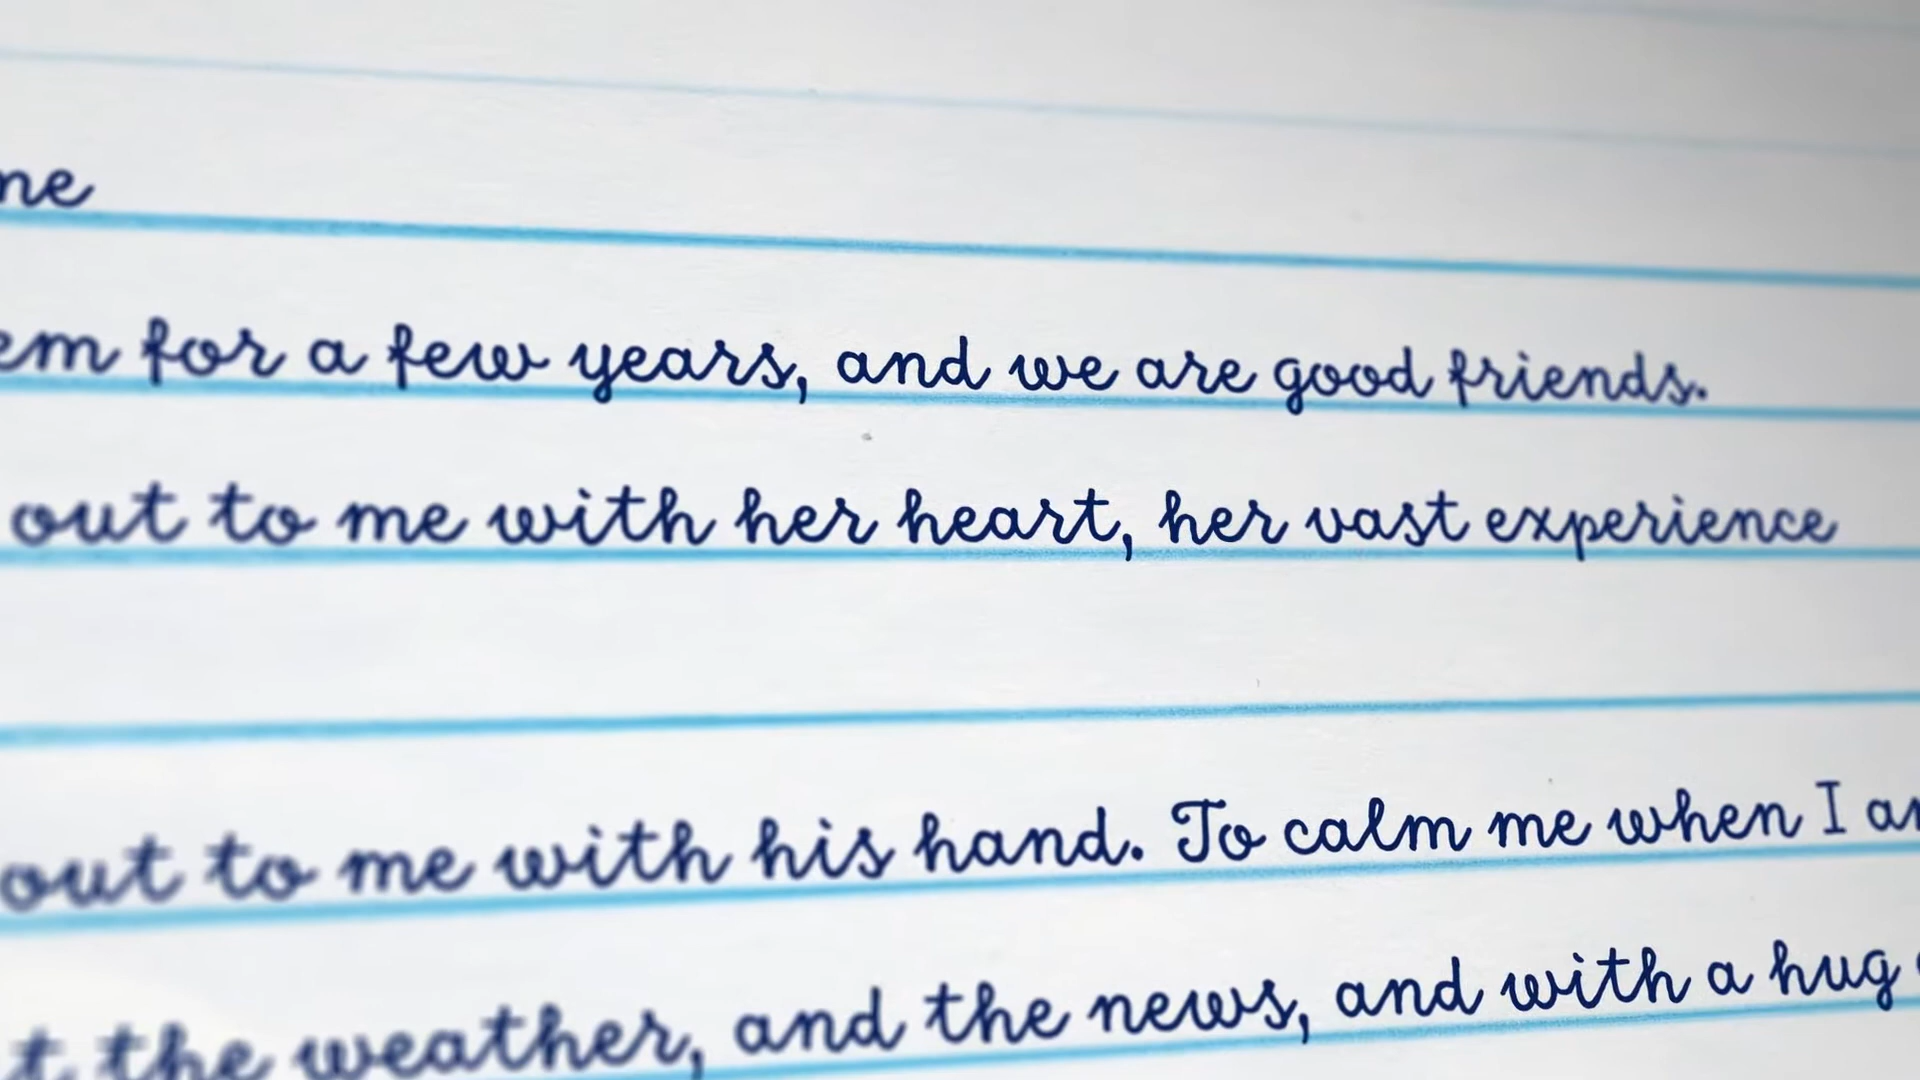 ne
em for a few years, and we are good friends.
out to me with her heart, her vast experience
out to me with his hand. To calm me when I a
t the weather, and the news, and with a hug